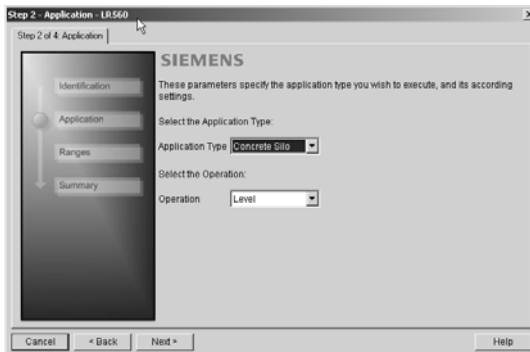 Step 2 - Application - LR560
Step 2 of 4: Application
SIEMENS
Identification
Application
Ranges
Summary
These parameters specify the application type you wish to execute, and its according
settings.
Select the Application Type:
Application Type Concrete Silo
Select the Operation:
Operation Level
Cancel < Back Next > Help